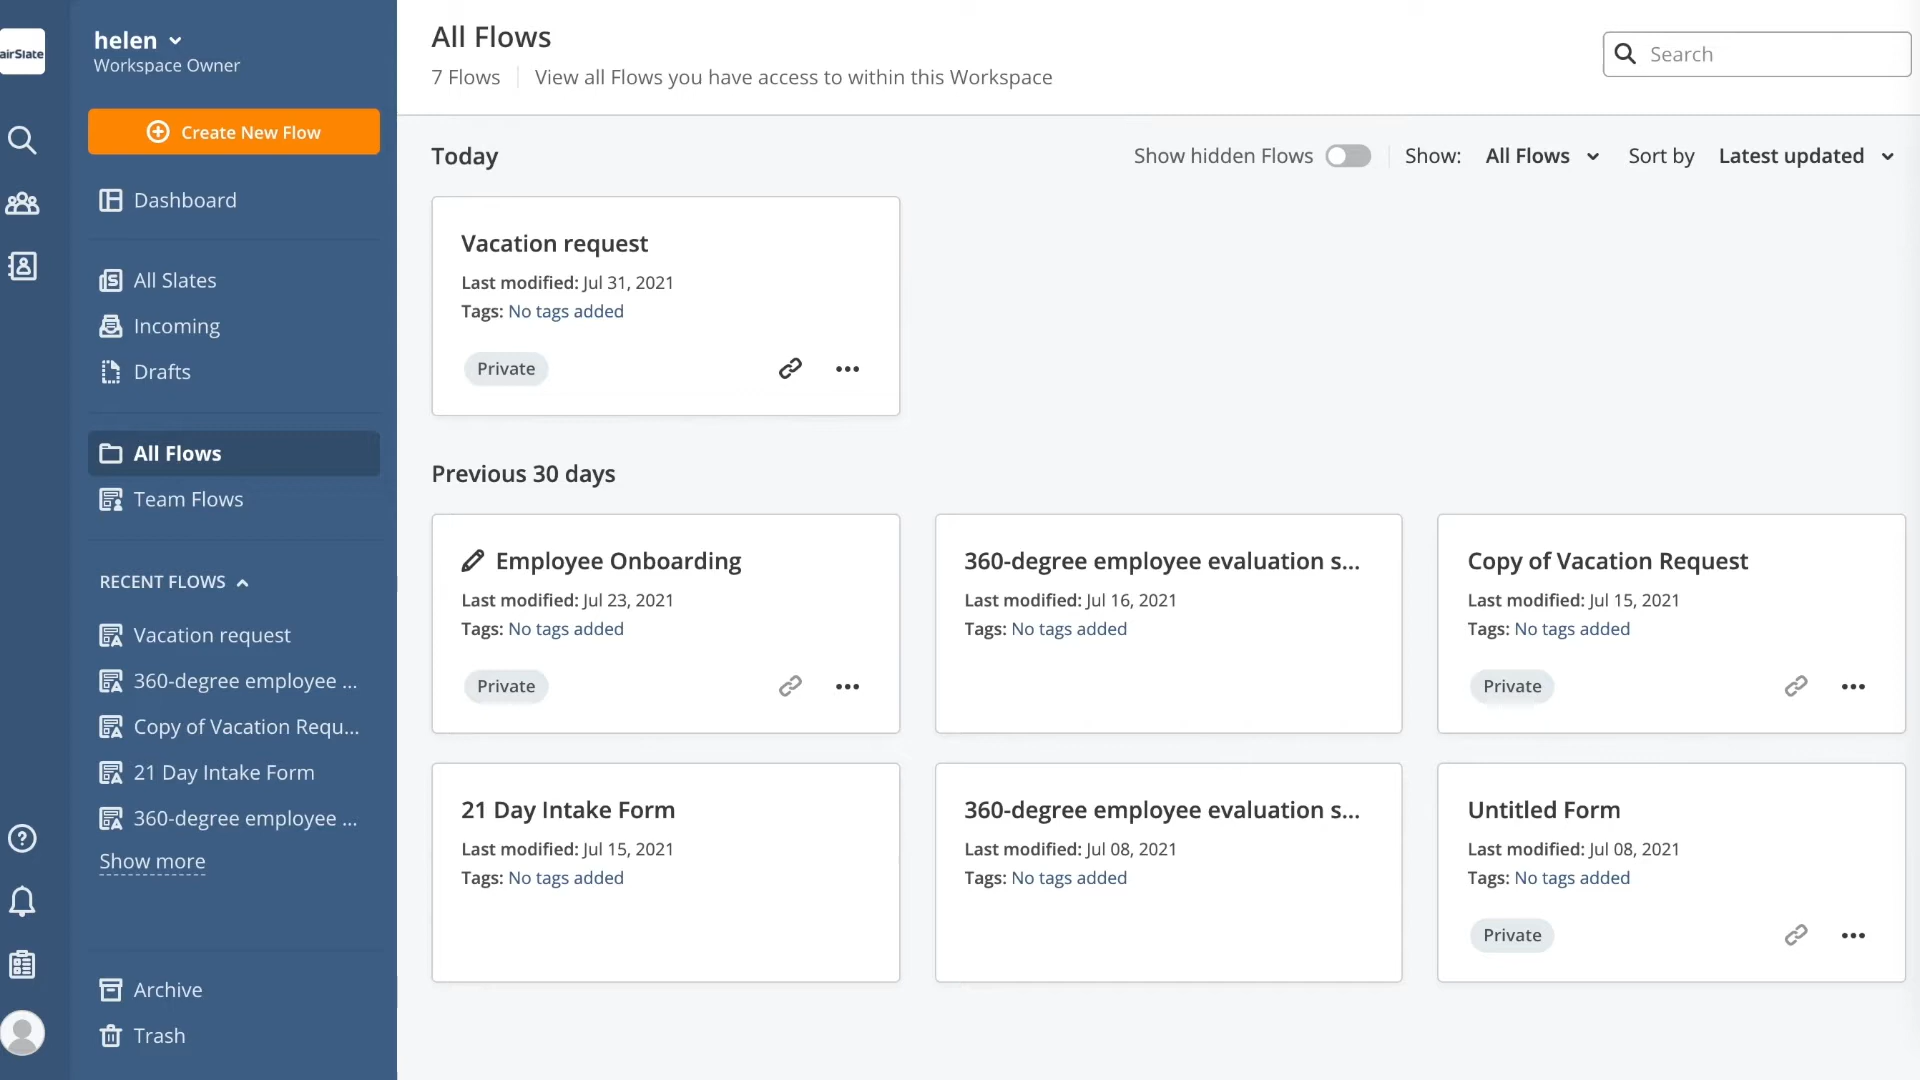 airSlate
helen
Workspace Owner
Create New Flow
Dashboard
All Slates
Incoming
Drafts
All Flows
Team Flows
RECENT FLOWS
Vacation request
360-degree employee ...
Copy of Vacation Requ...
21 Day Intake Form
360-degree employee ...
Show more
Archive
Trash
All Flows
7 Flows
View all Flows you have access to within this Workspace
Search
Today
Show hidden Flows
Show: All Flows
Sort by Latest updated
Vacation request
Last modified: Jul 31, 2021
Tags: No tags added
Private
Previous 30 days
Employee Onboarding
Last modified: Jul 23, 2021
Tags: No tags added
Private
360-degree employee evaluation s...
Last modified: Jul 16, 2021
Tags: No tags added
Copy of Vacation Request
Last modified: Jul 15, 2021
Tags: No tags added
Private
21 Day Intake Form
Last modified: Jul 15, 2021
Tags: No tags added
360-degree employee evaluation s...
Last modified: Jul 08, 2021
Tags: No tags added
Untitled Form
Last modified: Jul 08, 2021
Tags: No tags added
Private